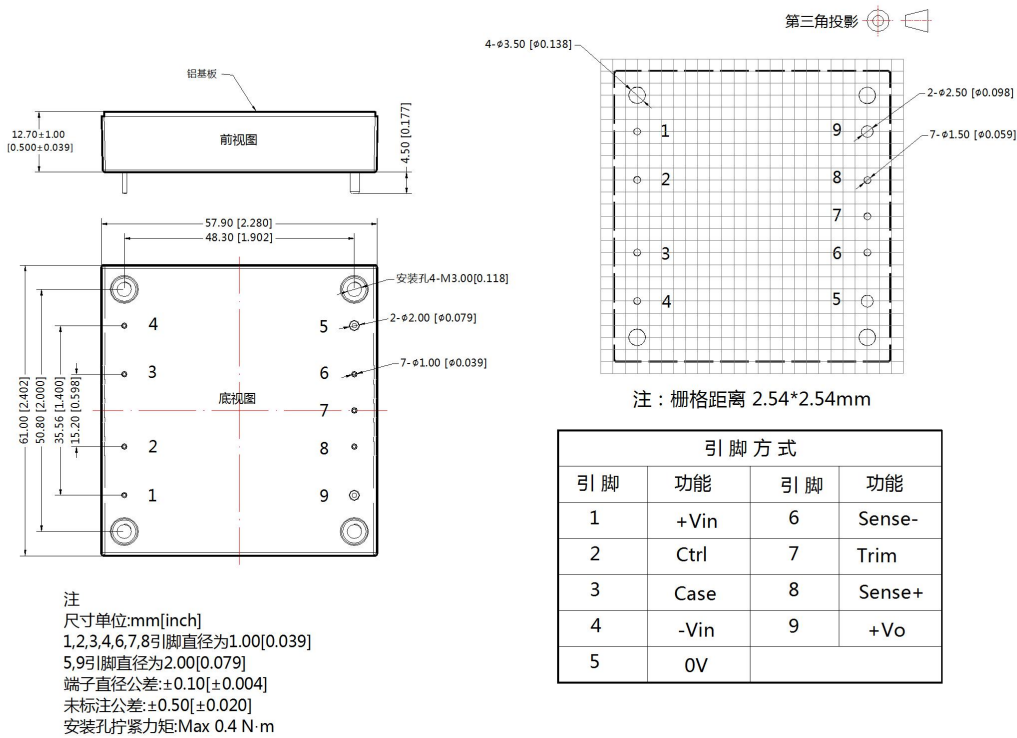 第三角投影
4-φ3.50 [φ0.138]
铝基板
2-φ2.50 [φ0.098]
12.70±1.00
[0.500±0.039]
前视图
4.50 [0.177]
1
9
7-φ1.50 [φ0.059]
2
8
7
3
6
4
5
57.90 [2.280]
48.30 [1.902]
安装孔4-M3.00[0.118]
4
5
2-φ2.00 [φ0.079]
3
6
7-φ1.00 [φ0.039]
底视图
7
2
8
1
9
61.00 [2.402]
50.80 [2.000]
35.56 [1.400]
15.20 [0.598]
注：栅格距离 2.54*2.54mm
引脚方式
引脚 功能 引脚 功能
1 +Vin 6 Sense-
2 Ctrl 7 Trim
3 Case 8 Sense+
4 -Vin 9 +Vo
5 0V
注
尺寸单位:mm[inch]
1,2,3,4,6,7,8引脚直径为1.00[0.039]
5,9引脚直径为2.00[0.079]
端子直径公差:±0.10[±0.004]
未标注公差:±0.50[±0.020]
安装孔拧紧力矩:Max 0.4 N·m